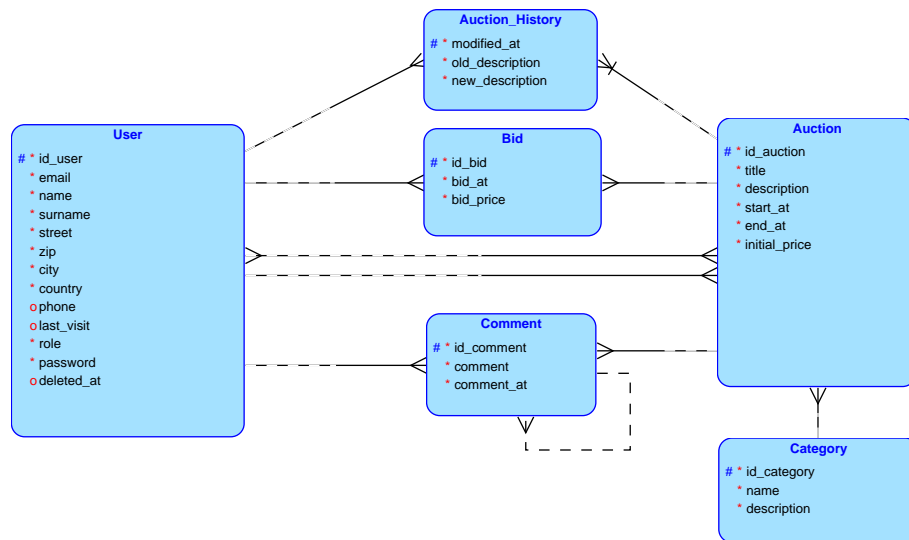 Auction_History
# * modified_at
* old_description
* new_description
User
# * id_user
* email
* name
* surname
* street
* zip
* city
* country
o phone
o last_visit
* role
* password
o deleted_at
Bid
# * id_bid
* bid_at
* bid_price
Auction
# * id_auction
* title
* description
* start_at
* end_at
* initial_price
Comment
# * id_comment
* comment
* comment_at
Category
# * id_category
* name
* description